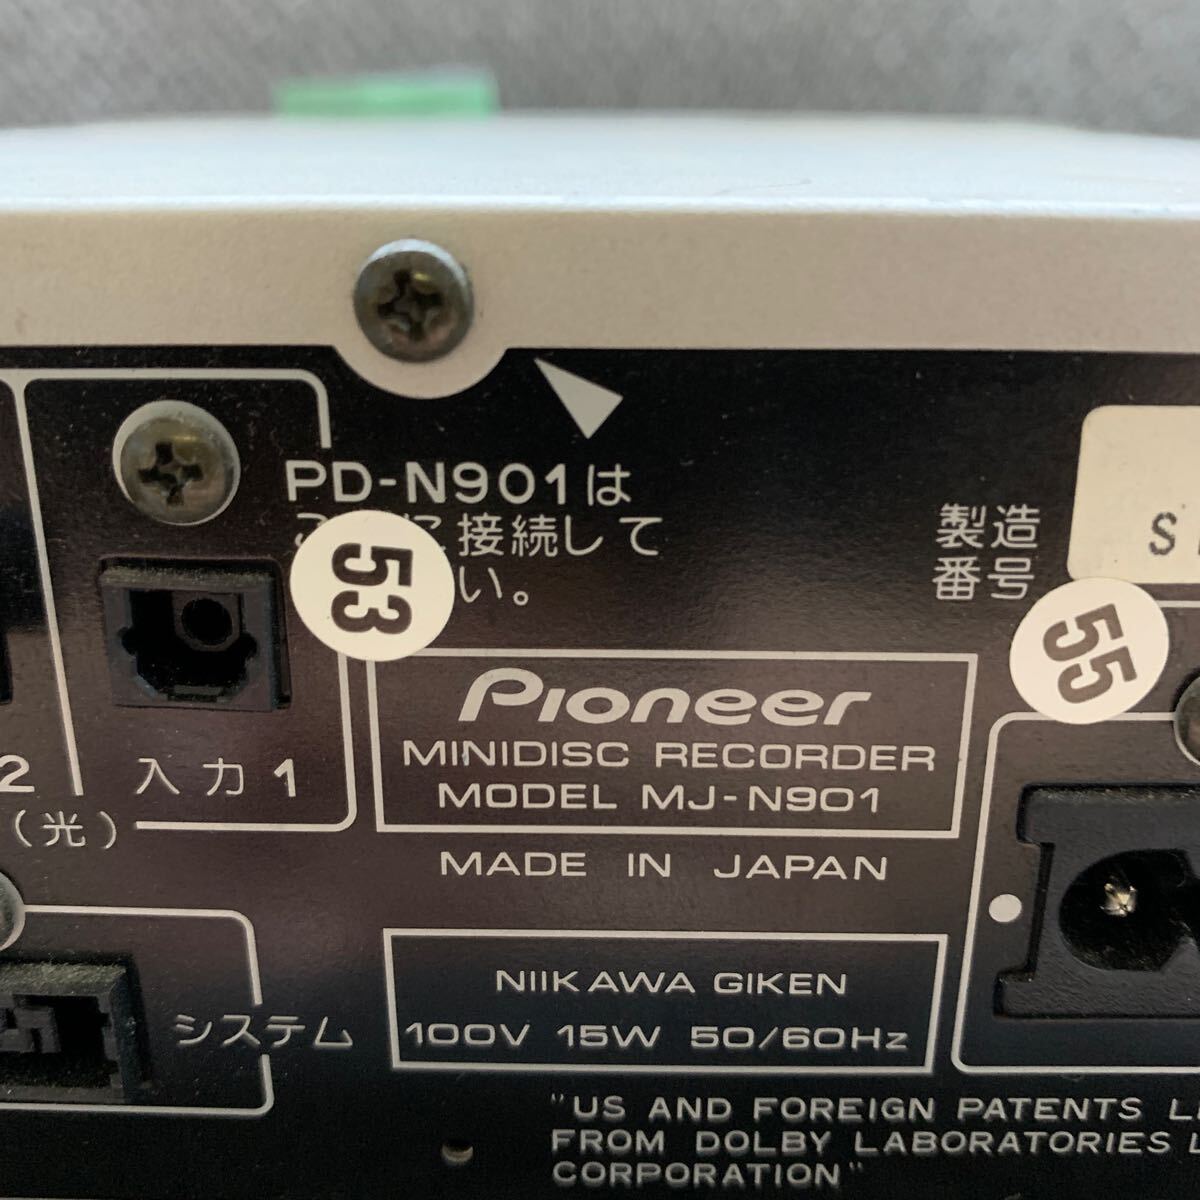 PD-N901は
接続して
い。
53
製造
番号
S
55
Pioneer
MINIDISC RECORDER
MODEL MJ-N901
2
入力1
(光)
MADE IN JAPAN
NIIKAWA GIKEN
100V 15W 50/60Hz
システム
"US AND FOREIGN PATENTS
FROM DOLBY LABORATORIES
CORPORATION"